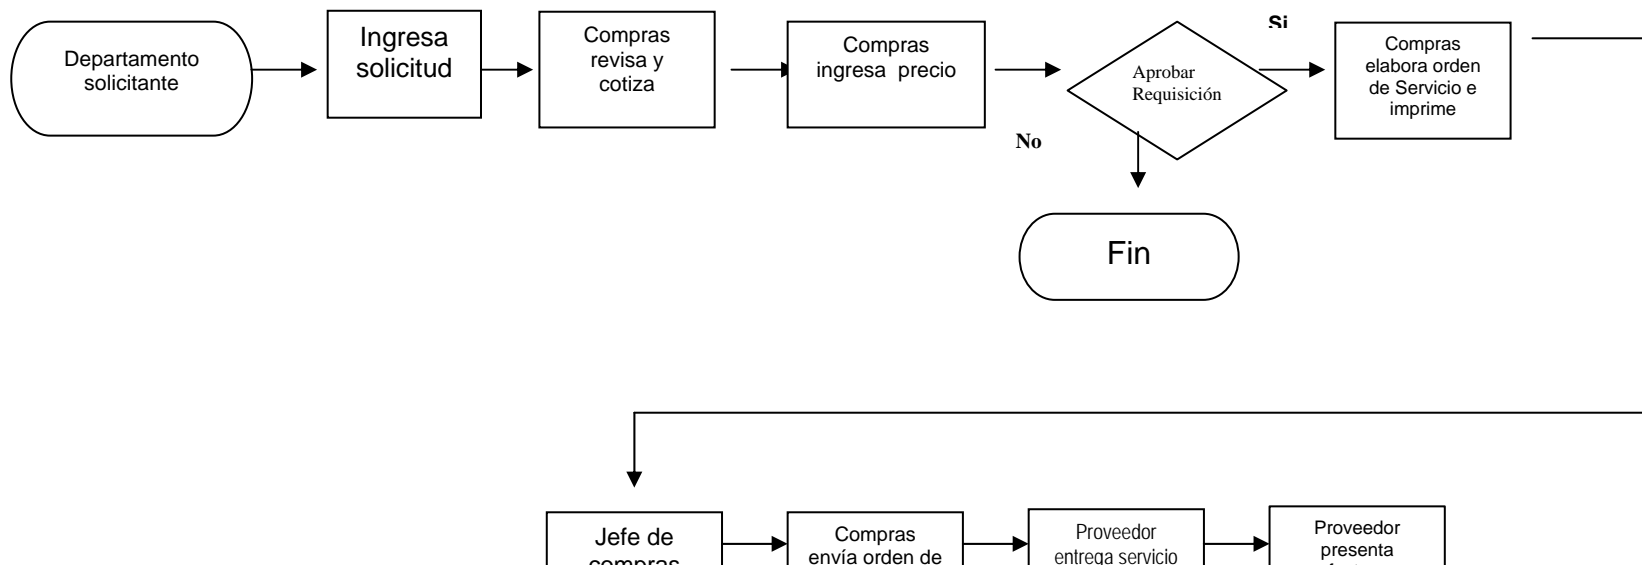 Departamento
solicitante
Ingresa
solicitud
Compras
revisa y
cotiza
Compras
ingresa precio
Aprobar
Requisición
Si
No
Compras
elabora orden
de Servicio e
imprime
Fin
Jefe de
compras
Compras
envía orden de
Proveedor
entrega servicio
Proveedor
presenta